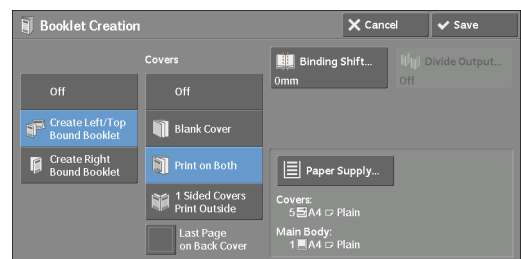 Booklet Creation
Cancel
Save
Off
Create Left/Top
Bound Booklet
Create Right
Bound Booklet
Covers
Off
Blank Cover
Print on Both
1 Sided Covers
Print Outside
Last Page
on Back Cover
Binding Shift...
0mm
Divide Output...
Off
Paper Supply...
Covers:
5 A4 Plain
Main Body:
1 A4 Plain